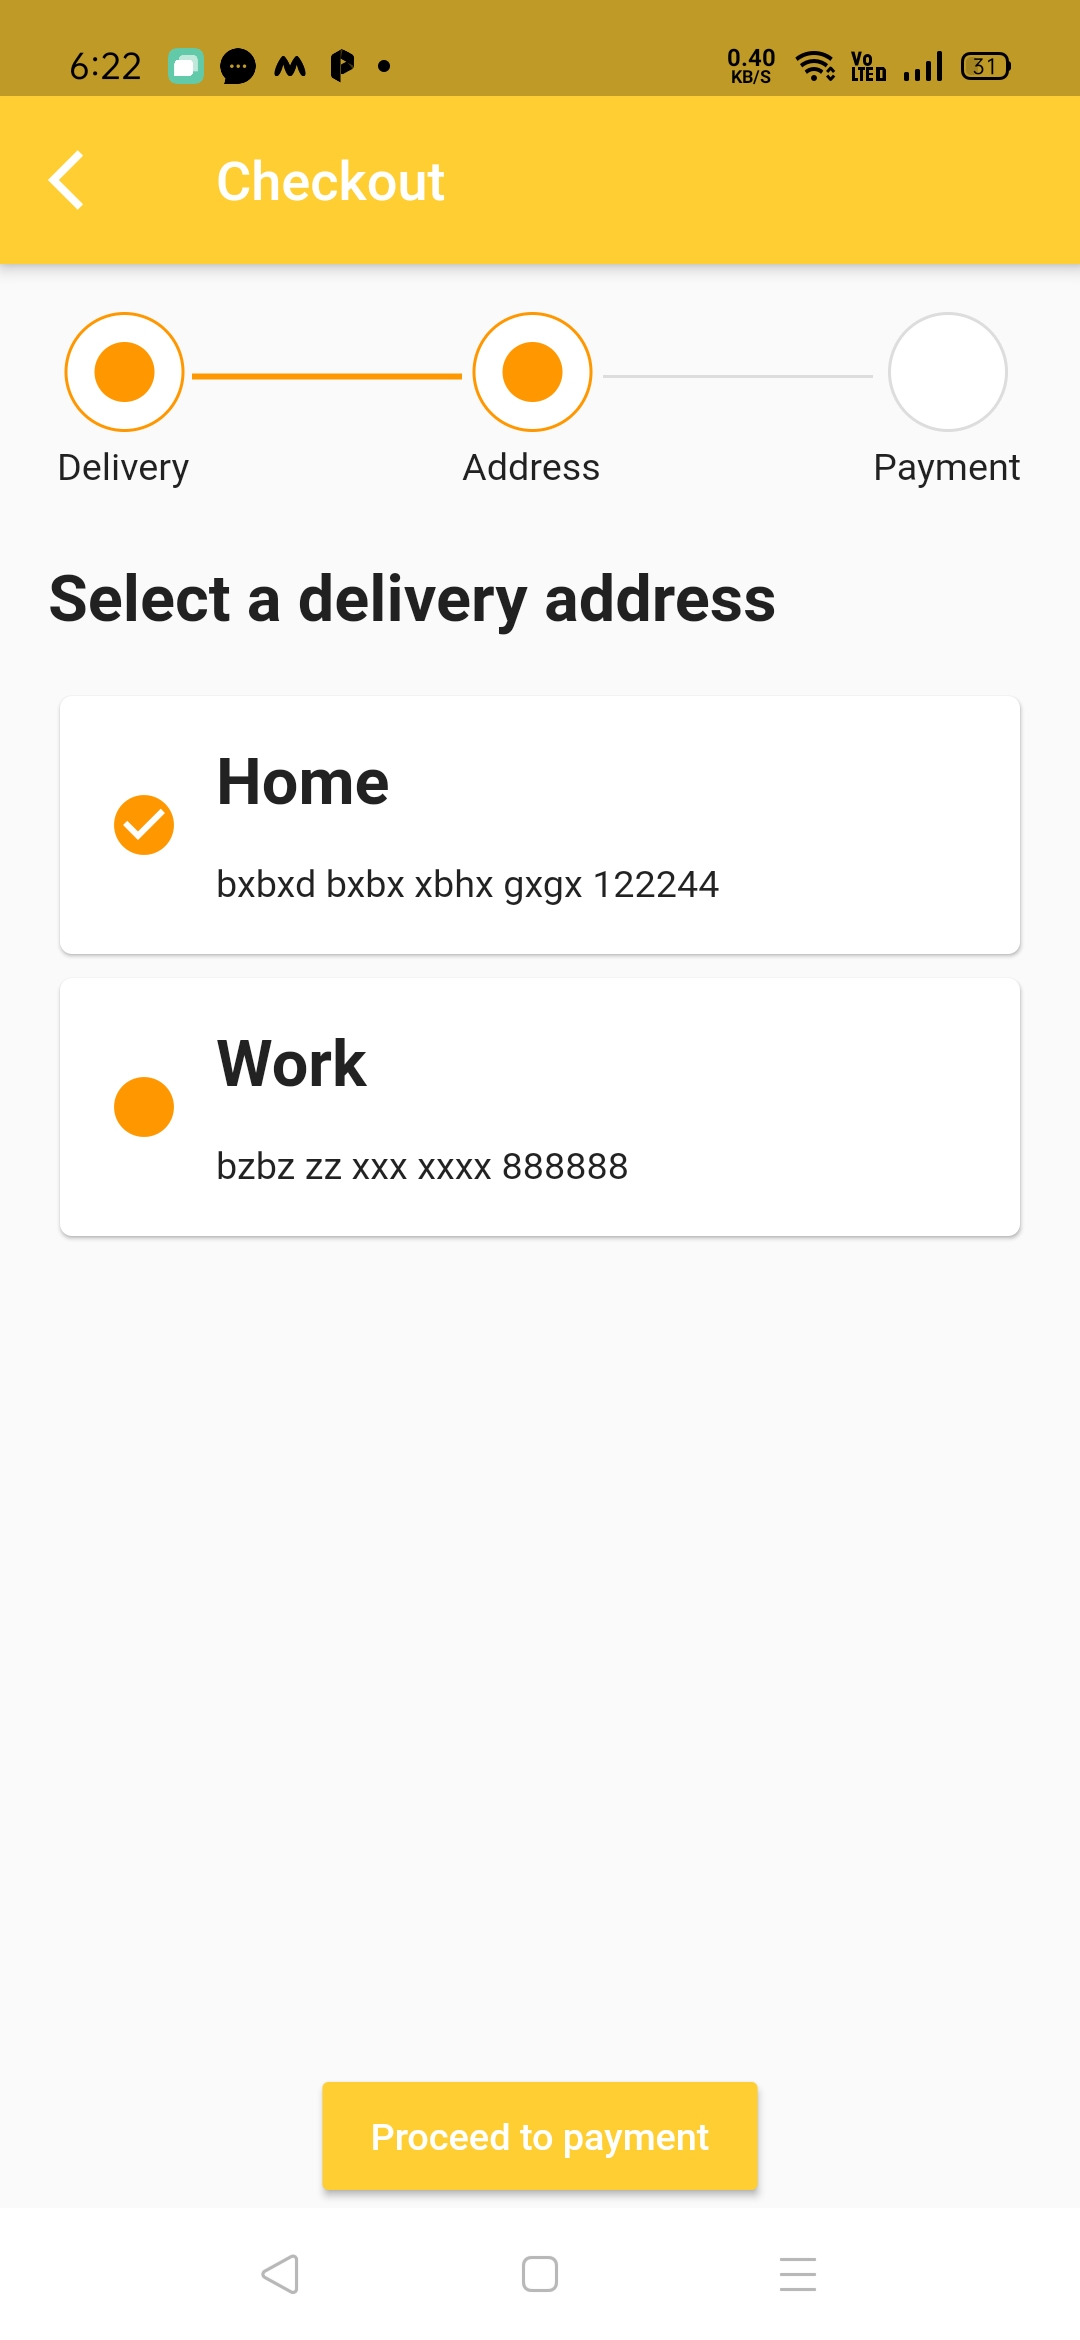 6:22 0.40 KB/S Vo LTE 31
Checkout
Delivery Address Payment
Select a delivery address
Home
bxbxd bxbx xbhx gxgx 122244
Work
bzbz zz xxx xxxx 888888
Proceed to payment